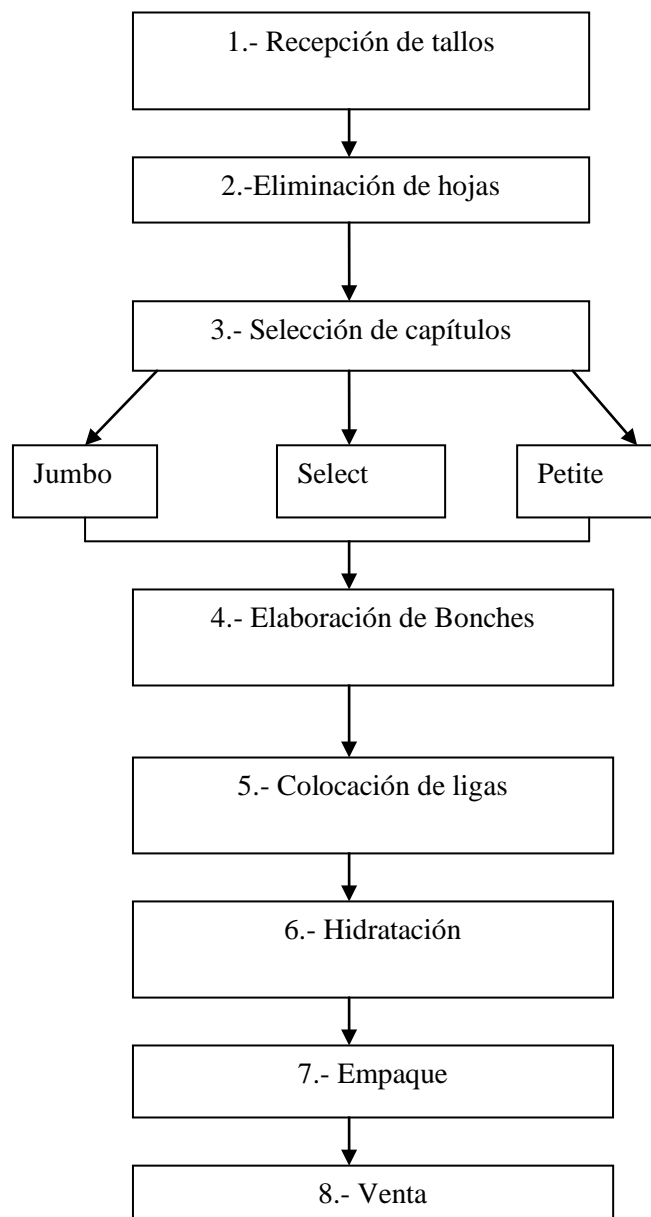 1.- Recepción de tallos
2.-Eliminación de hojas
3.- Selección de capítulos
Jumbo Select Petite
4.- Elaboración de Bonches
5.- Colocación de ligas
6.- Hidratación
7.- Empaque
8.- Venta